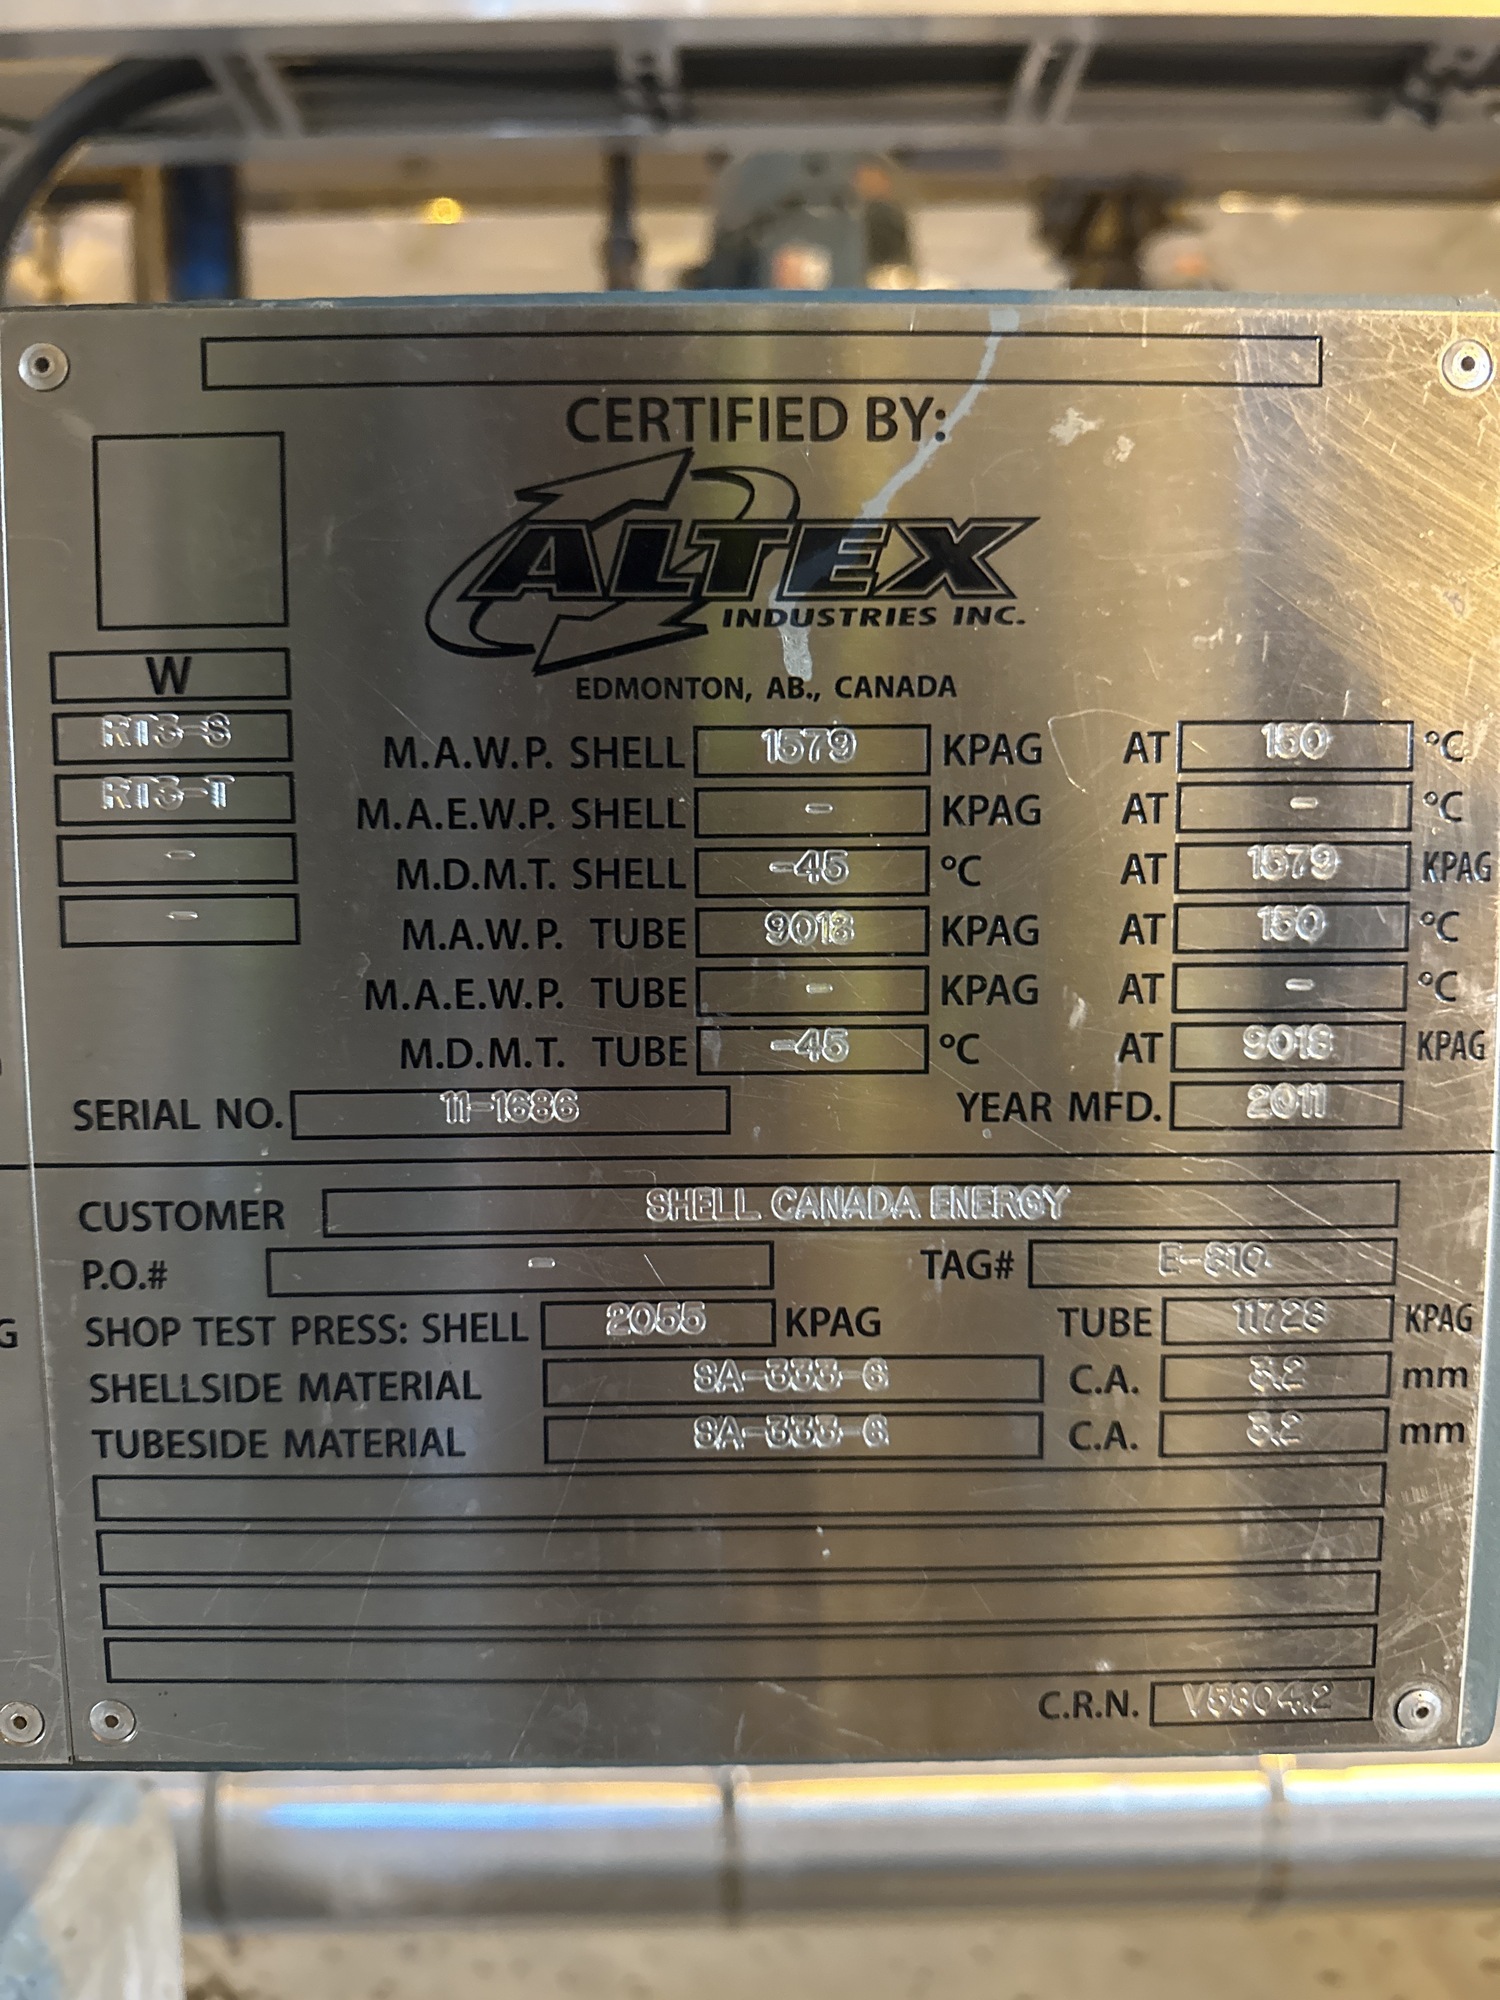 CERTIFIED BY:
ALTEX
INDUSTRIES INC.
EDMONTON, AB., CANADA
W
RT3-S
RT3-T
-
-
M.A.W.P. SHELL 1579 KPAG AT 150 °C
M.A.E.W.P. SHELL - KPAG AT - °C
M.D.M.T. SHELL -45 °C AT 1579 KPAG
M.A.W.P. TUBE 9018 KPAG AT 150 °C
M.A.E.W.P. TUBE - KPAG AT - °C
M.D.M.T. TUBE -45 °C AT 9018 KPAG
SERIAL NO. 11-1686 YEAR MFD. 2011
CUSTOMER SHELL CANADA ENERGY
P.O.# - TAG# E-810
SHOP TEST PRESS: SHELL 2055 KPAG TUBE 11728 KPAG
SHELLSIDE MATERIAL SA-333-6 C.A. 3.2 mm
TUBESIDE MATERIAL SA-333-6 C.A. 3.2 mm
C.R.N. V5804.2
G